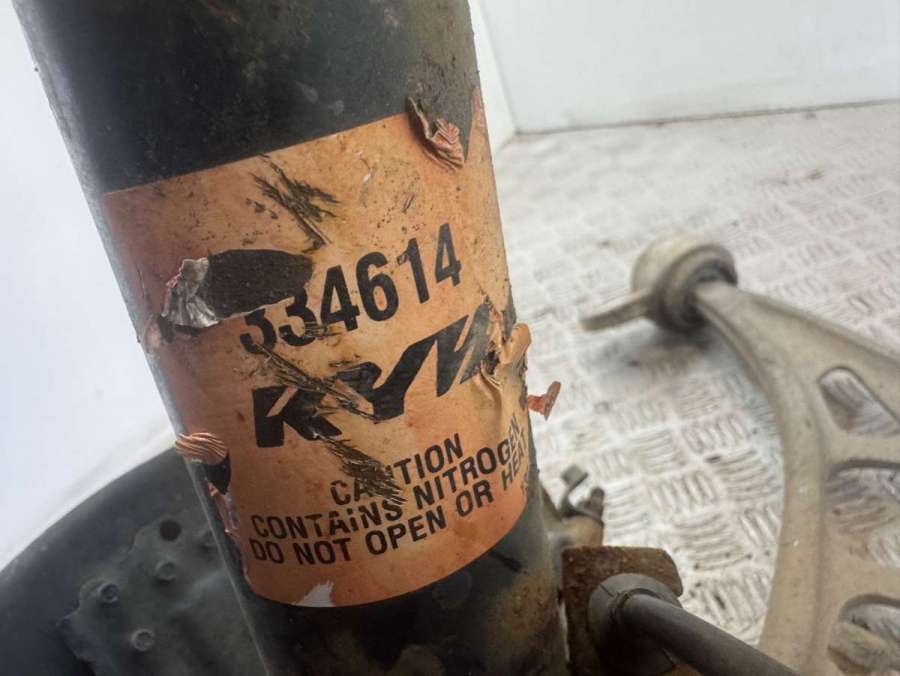 334614
KYB
CAUTION
CONTAINS NITROGEN
DO NOT OPEN OR HEAT